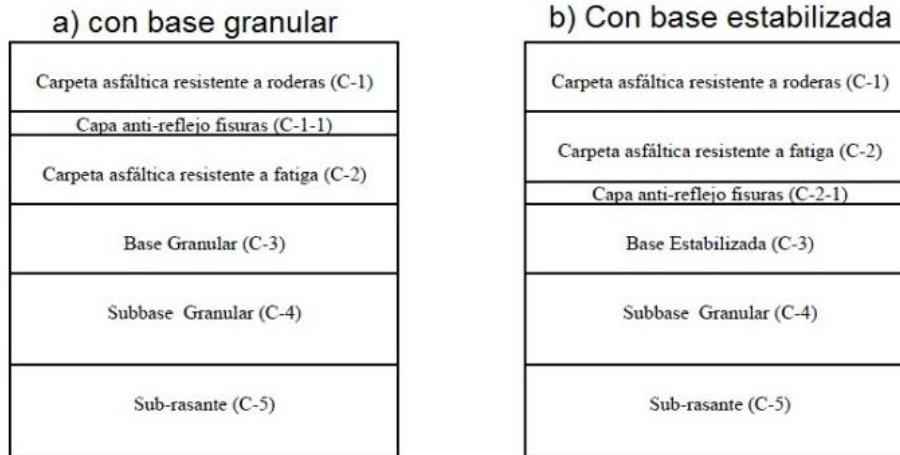 a) con base granular
Carpeta asfáltica resistente a roderas (C-1)
Capa anti-reflejo fisuras (C-1-1)
Carpeta asfáltica resistente a fatiga (C-2)
Base Granular (C-3)
Subbase Granular (C-4)
Sub-rasante (C-5)
b) Con base estabilizada
Carpeta asfáltica resistente a roderas (C-1)
Carpeta asfáltica resistente a fatiga (C-2)
Capa anti-reflejo fisuras (C-2-1)
Base Estabilizada (C-3)
Subbase Granular (C-4)
Sub-rasante (C-5)